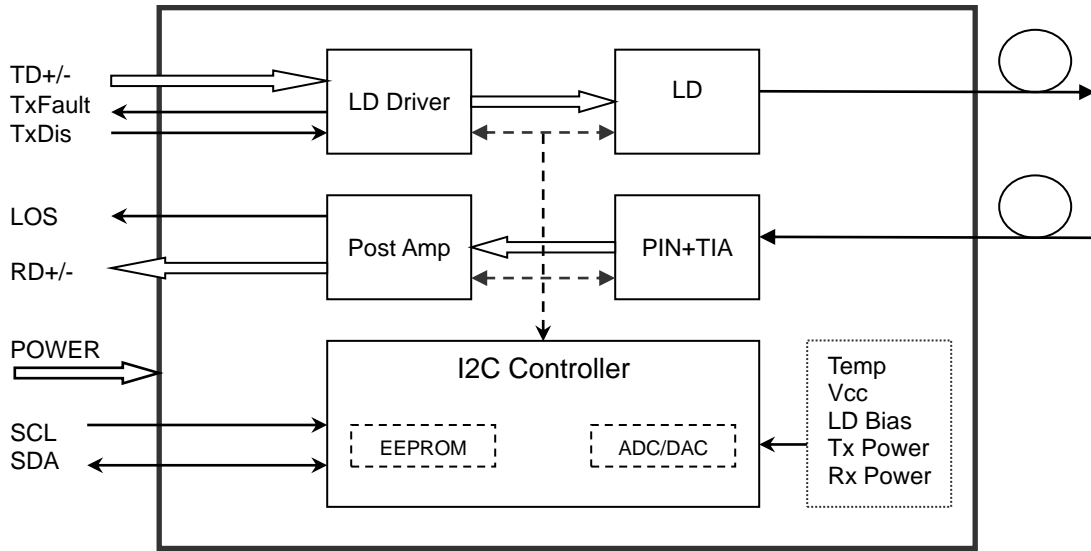 TD+/-
TxFault
TxDis
LD Driver
LD
LOS
RD+/-
Post Amp
PIN+TIA
POWER
SCL
SDA
I2C Controller
EEPROM
ADC/DAC
Temp
Vcc
LD Bias
Tx Power
Rx Power